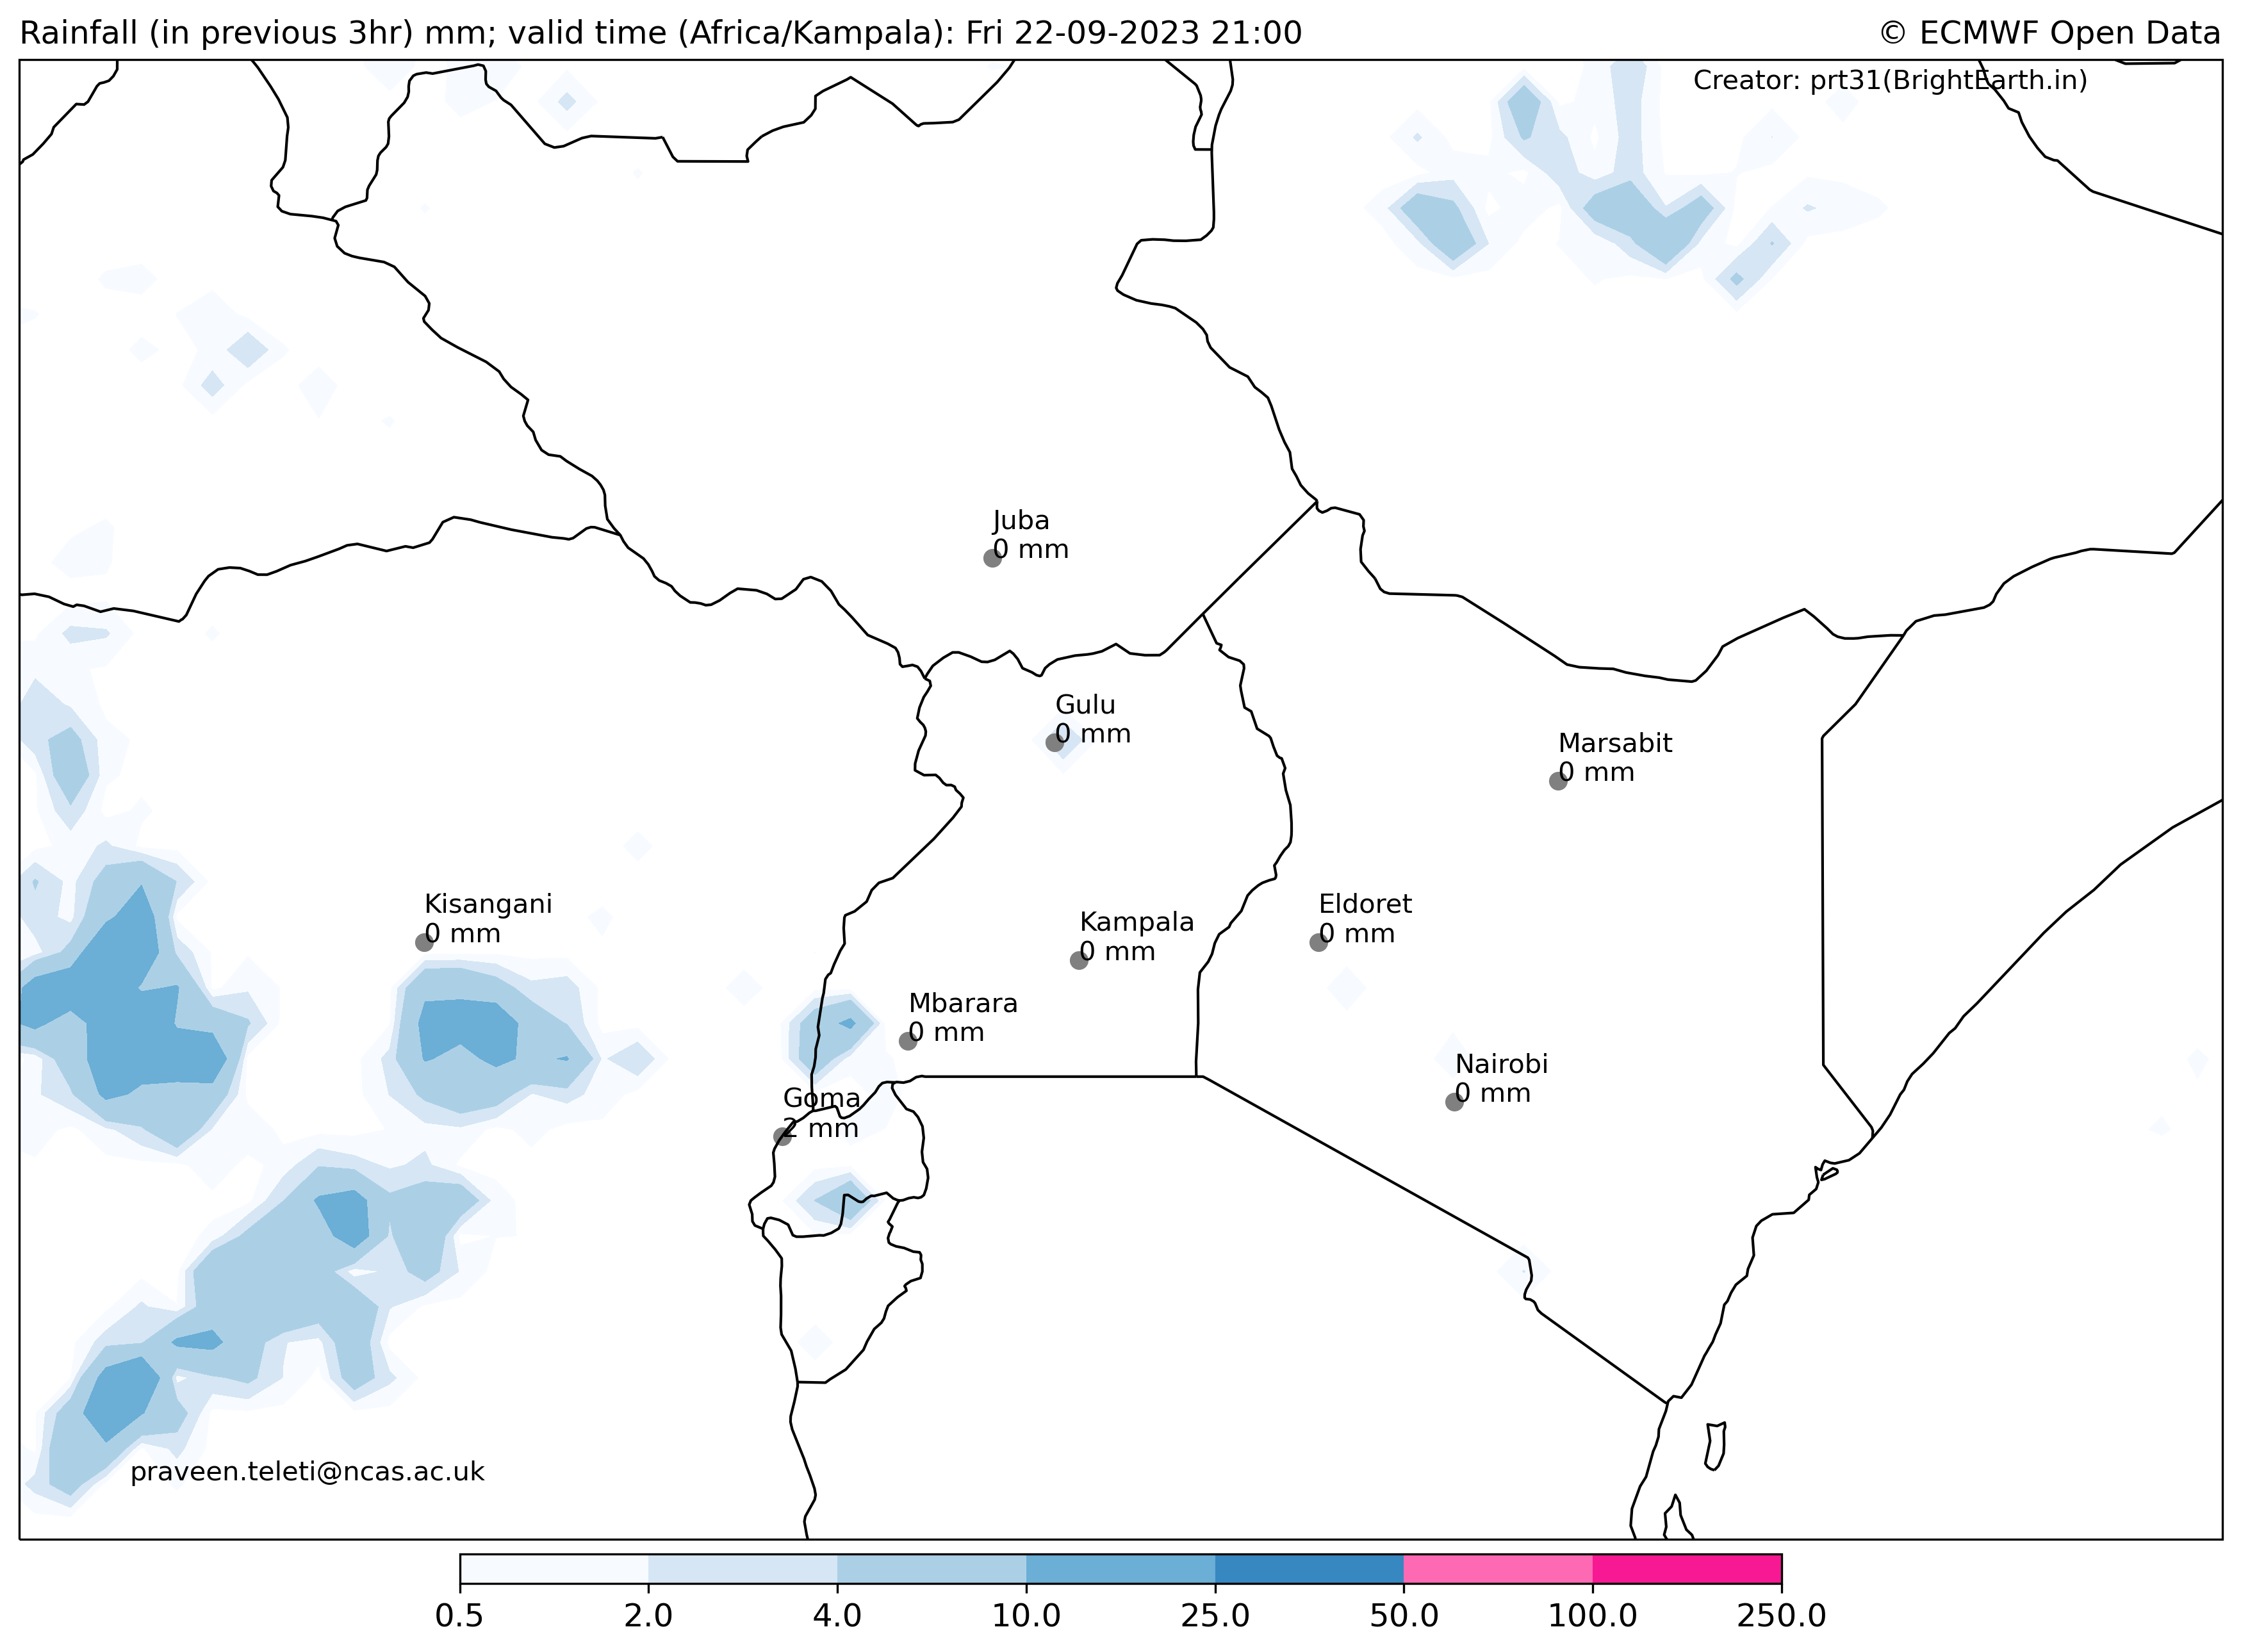 Rainfall (in previous 3hr) mm; valid time (Africa/Kampala): Fri 22-09-2023 21:00
© ECMWF Open Data
Creator: prt31(BrightEarth.in)
Juba
0 mm
Gulu
0 mm
Marsabit
0 mm
Kisangani
0 mm
Eldoret
0 mm
Kampala
0 mm
Mbarara
0 mm
Nairobi
0 mm
Goma
2 mm
praveen.teleti@ncas.ac.uk
0.5 2.0 4.0 10.0 25.0 50.0 100.0 250.0